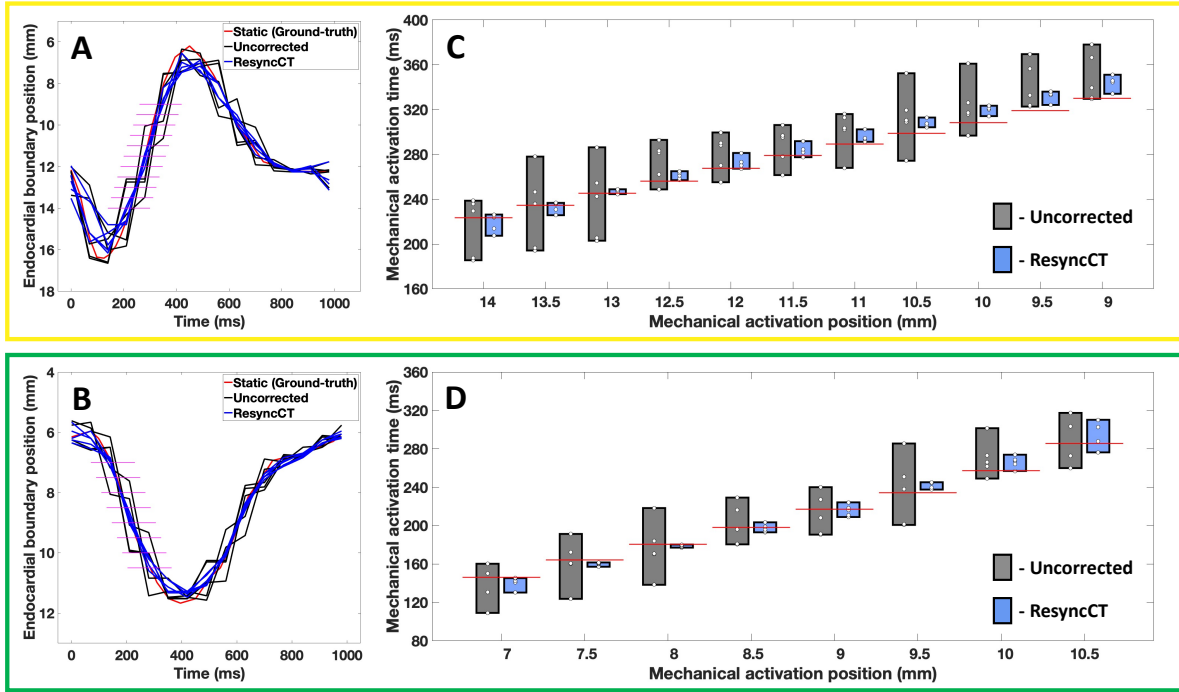 A
Static (Ground-truth)
Uncorrected
ResyncCT
Endocardial boundary position (mm)
6
8
10
12
14
16
18
0 200 400 600 800 1000
Time (ms)
C
Mechanical activation time (ms)
400
360
320
280
240
200
160
- Uncorrected
- ResyncCT
14 13.5 13 12.5 12 11.5 11 10.5 10 9.5 9
Mechanical activation position (mm)
B
Static (Ground-truth)
Uncorrected
ResyncCT
Endocardial boundary position (mm)
4
6
8
10
12
0 200 400 600 800 1000
Time (ms)
D
Mechanical activation time (ms)
360
320
280
240
200
160
120
80
- Uncorrected
- ResyncCT
7 7.5 8 8.5 9 9.5 10 10.5
Mechanical activation position (mm)